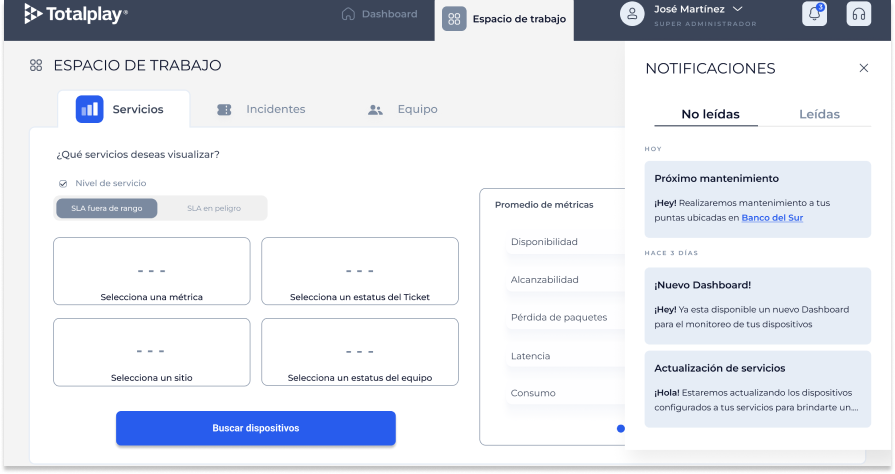 Totalplay
Dashboard
Espacio de trabajo
José Martínez
SUPER ADMINISTRADOR
3
ESPACIO DE TRABAJO
Servicios
Incidentes
Equipo
¿Qué servicios deseas visualizar?
Nivel de servicio
SLA fuera de rango
SLA en peligro
- - -
Selecciona una métrica
- - -
Selecciona un estatus del Ticket
- - -
Selecciona un sitio
- - -
Selecciona un estatus del equipo
Buscar dispositivos
Promedio de métricas
Disponibilidad
Alcanzabilidad
Pérdida de paquetes
Latencia
Consumo
NOTIFICACIONES
No leídas
Leídas
HOY
Próximo mantenimiento
¡Hey! Realizaremos mantenimiento a tus
puntas ubicadas en Banco del Sur
HACE 3 DÍAS
¡Nuevo Dashboard!
¡Hey! Ya esta disponible un nuevo Dashboard
para el monitoreo de tus dispositivos
Actualización de servicios
¡Hola! Estaremos actualizando los dispositivos
configurados a tus servicios para brindarte un....